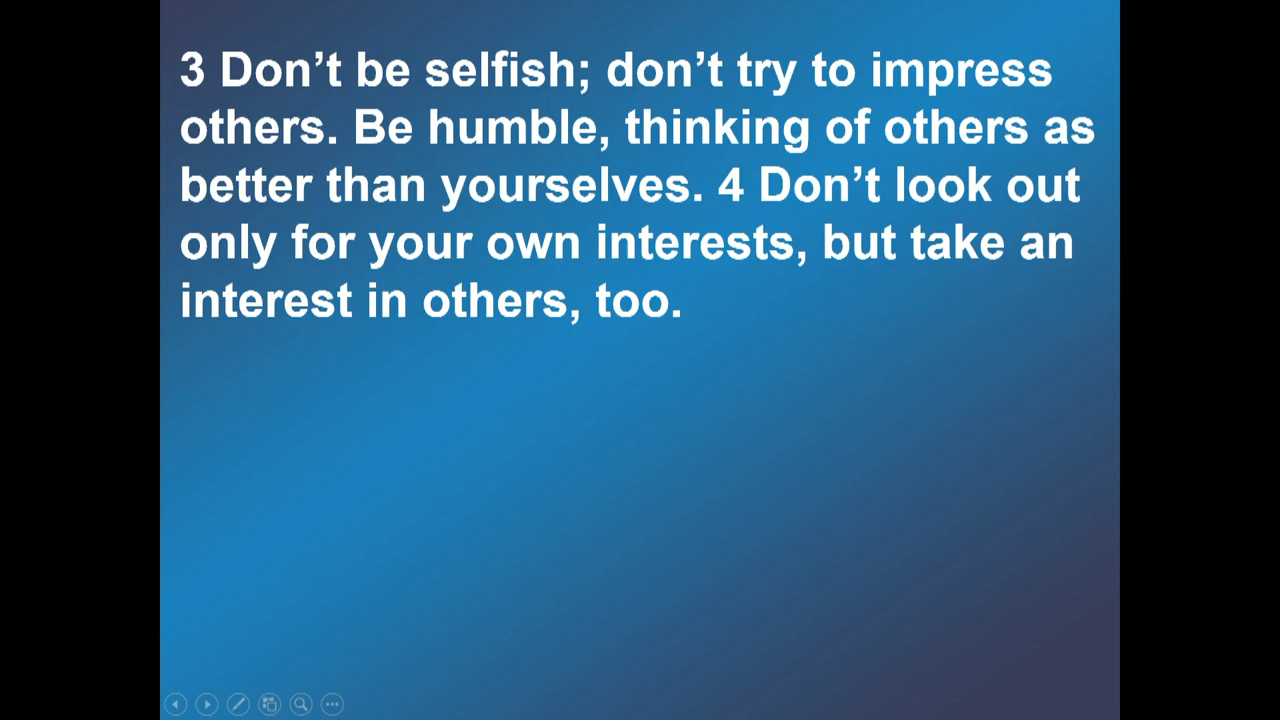 3 Don’t be selfish; don’t try to impress
others. Be humble, thinking of others as
better than yourselves. 4 Don’t look out
only for your own interests, but take an
interest in others, too.